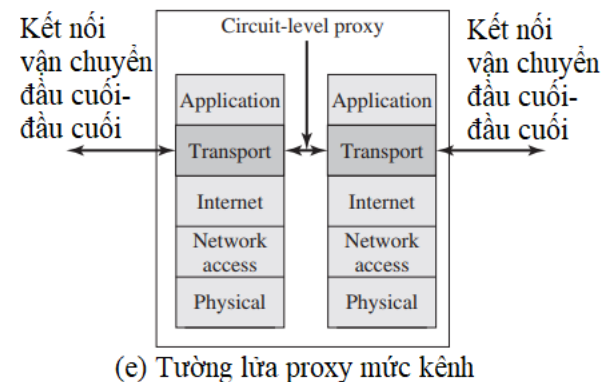 Circuit-level proxy
Kết nối
vận chuyển
đầu cuối-
đầu cuối
Kết nối
vận chuyển
đầu cuối-
đầu cuối
Application
Transport
Internet
Network
access
Physical
Application
Transport
Internet
Network
access
Physical
(e) Tường lửa proxy mức kênh